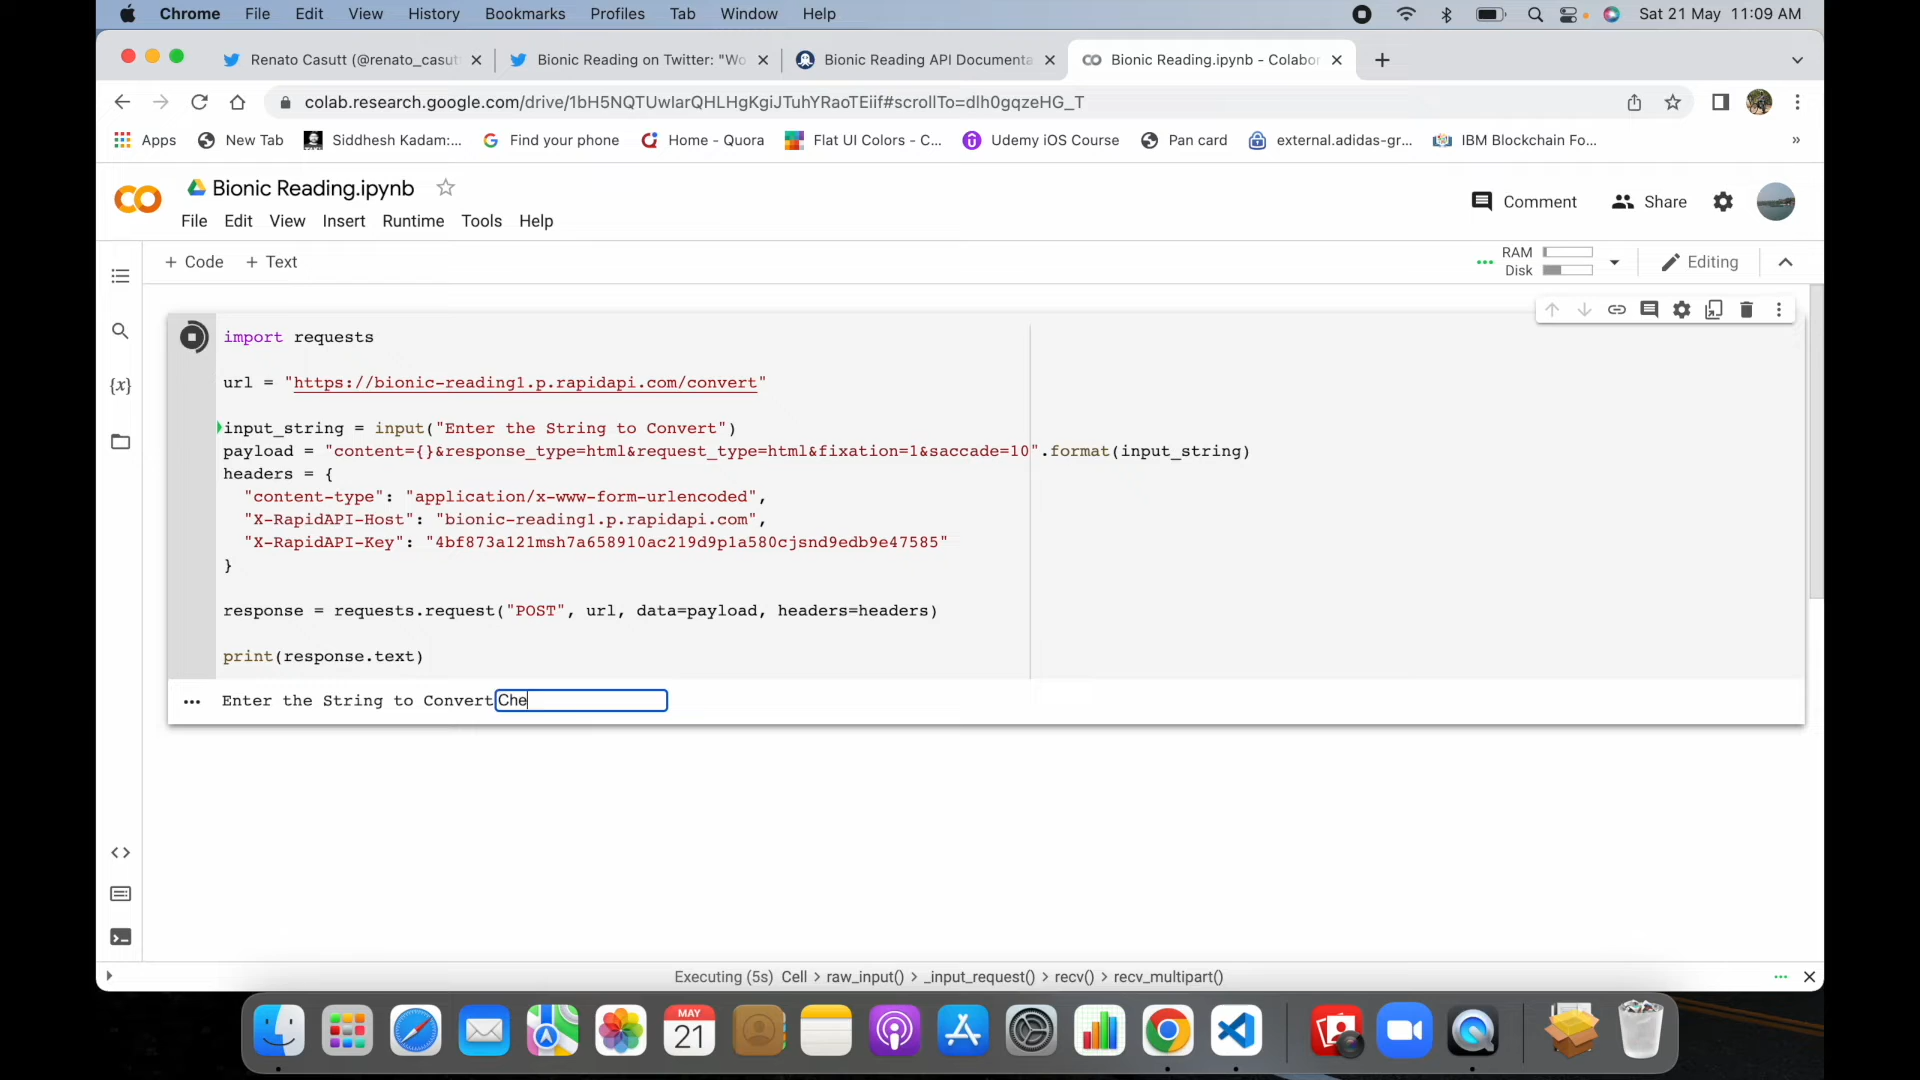 Chrome File Edit View History Bookmarks Profiles Tab Window Help Sat 21 May 11:09 AM
Renato Casutt (@renato_casut Bionic Reading on Twitter: "Wo Bionic Reading API Documenta Bionic Reading.ipynb - Colabor
colab.research.google.com/drive/1bH5NQTUwIarQHLHgKgiJTuhYRaoTEiif#scrollTo=dIh0gqzeHG_T
Apps New Tab Siddhesh Kadam:... Find your phone Home - Quora Flat UI Colors - C... Udemy iOS Course Pan card external.adidas-gr... IBM Blockchain Fo... »
Bionic Reading.ipynb
Comment Share
File Edit View Insert Runtime Tools Help
+ Code + Text
RAM
Disk
Editing
import requests
url = "https://bionic-reading1.p.rapidapi.com/convert"
input_string = input("Enter the String to Convert")
payload = "content={}&response_type=html&request_type=html&fixation=1&saccade=10".format(input_string)
headers = {
"content-type": "application/x-www-form-urlencoded",
"X-RapidAPI-Host": "bionic-reading1.p.rapidapi.com",
"X-RapidAPI-Key": "4bf873a121msh7a658910ac219d9p1a580cjsnd9edb9e47585"
}
response = requests.request("POST", url, data=payload, headers=headers)
print(response.text)
Enter the String to Convert Che
{x}
Executing (5s) Cell > raw_input() > _input_request() > recv() > recv_multipart()
MAY
21